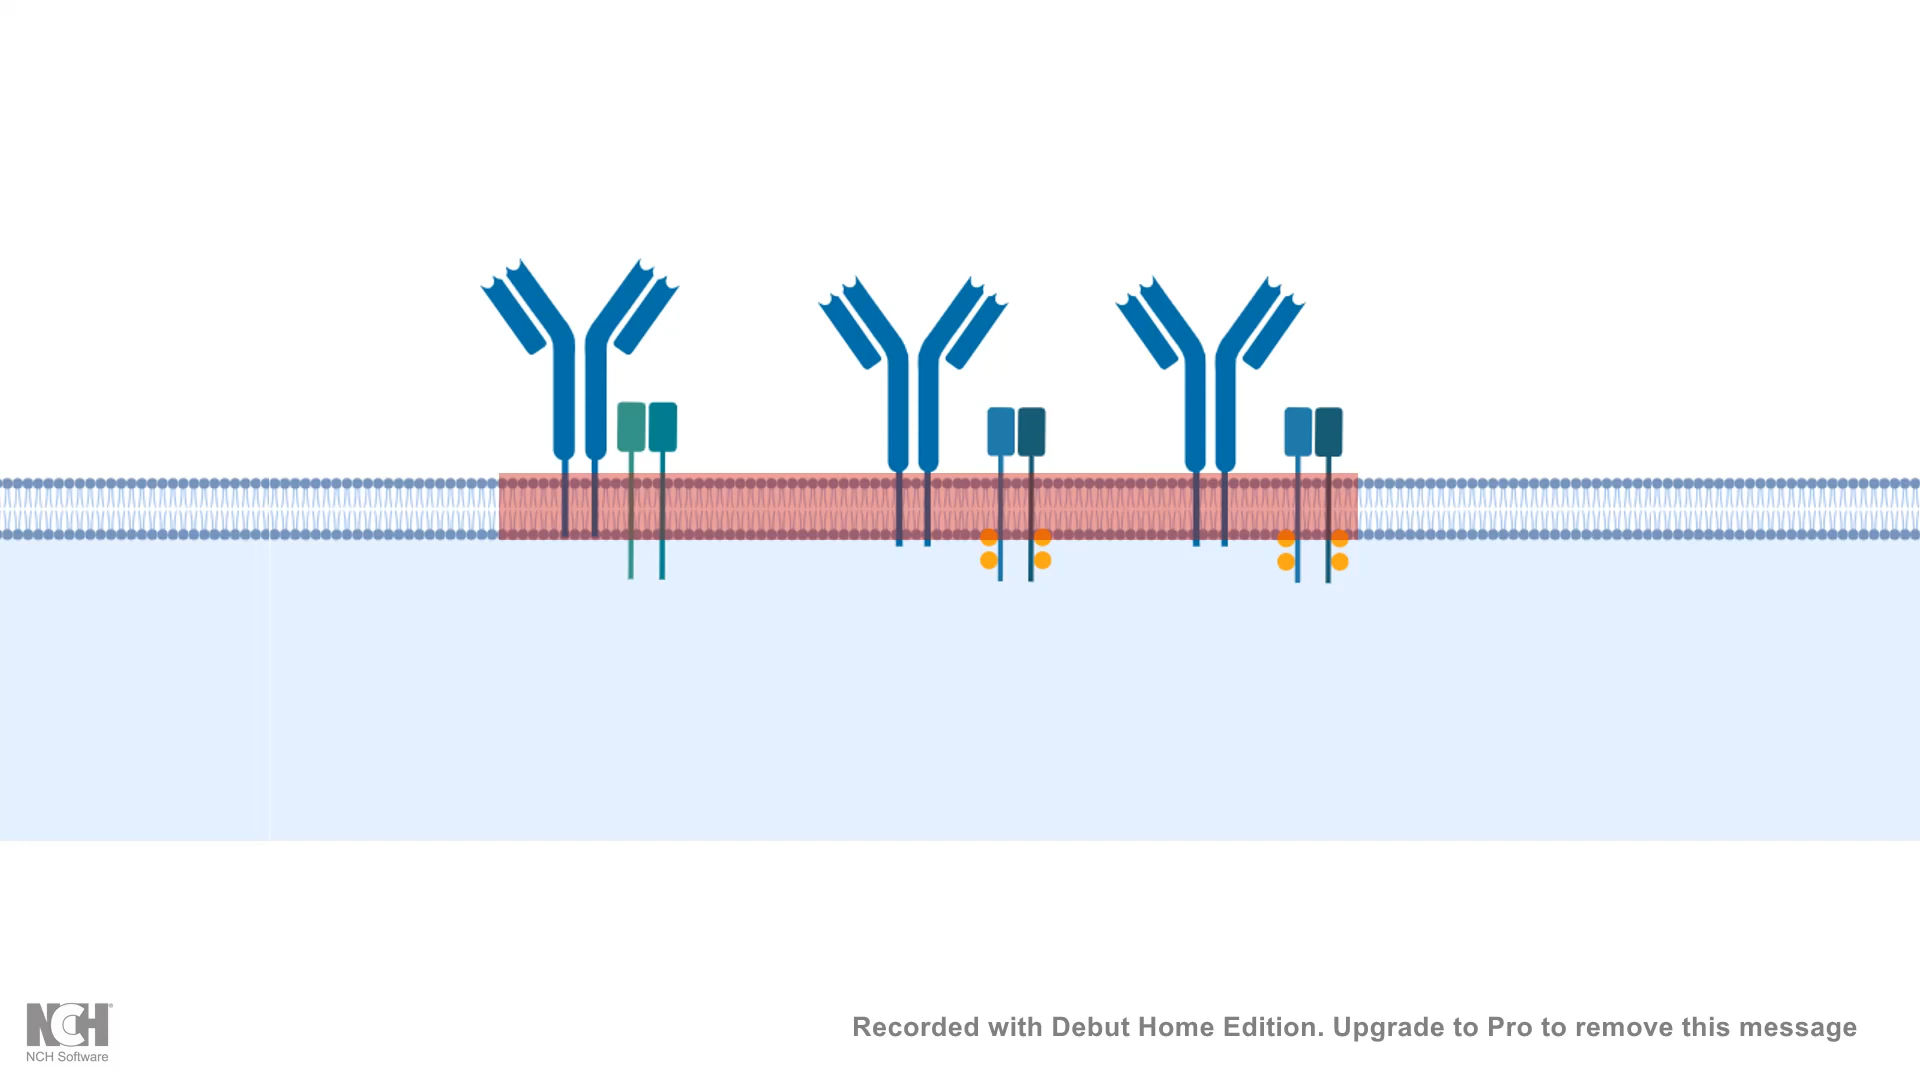 NCH®
NCH Software
Recorded with Debut Home Edition. Upgrade to Pro to remove this message